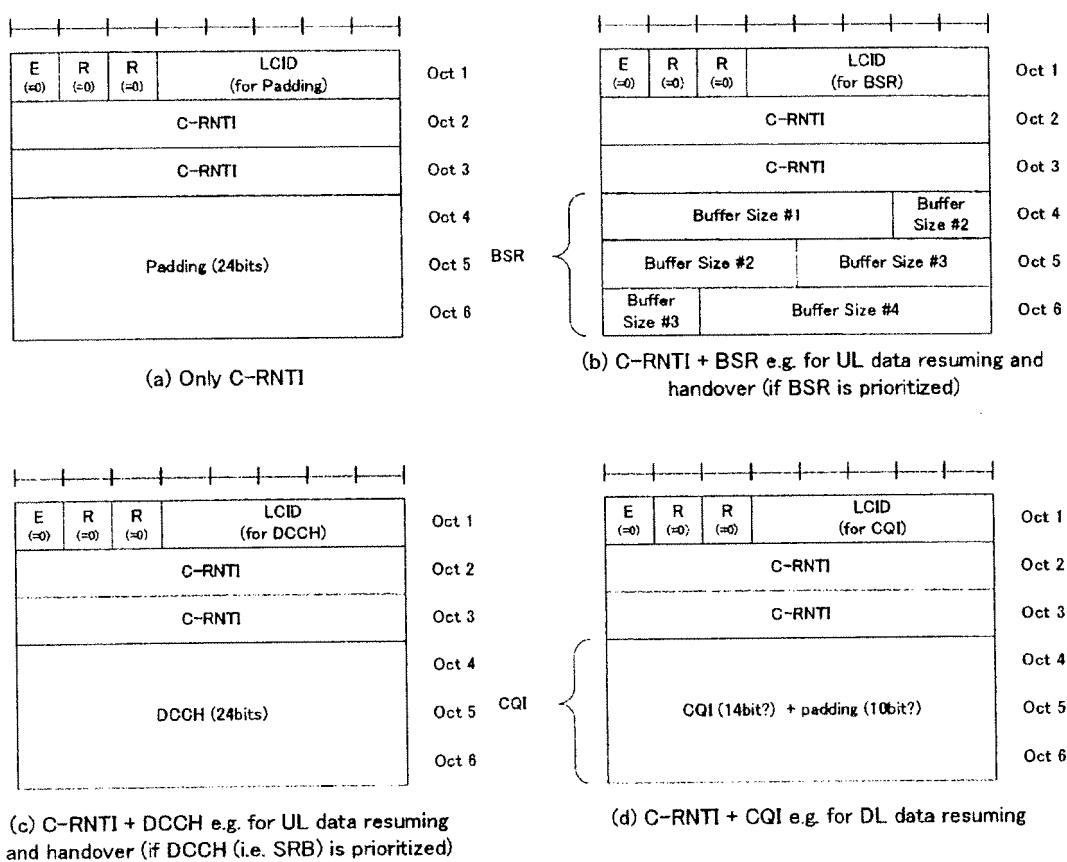 E (=0) R (=0) R (=0) LCID (for Padding) Oct 1
C-RNTI Oct 2
C-RNTI Oct 3
Padding (24bits)
Oct 4
Oct 5
Oct 6
(a) Only C-RNTI
E (=0) R (=0) R (=0) LCID (for BSR) Oct 1
C-RNTI Oct 2
C-RNTI Oct 3
BSR
Buffer Size #1 Buffer Size #2 Oct 4
Buffer Size #2 Buffer Size #3 Oct 5
Buffer Size #3 Buffer Size #4 Oct 6
(b) C-RNTI + BSR e.g. for UL data resuming and
handover (if BSR is prioritized)
E (=0) R (=0) R (=0) LCID (for DCCH) Oct 1
C-RNTI Oct 2
C-RNTI Oct 3
DCCH (24bits)
Oct 4
Oct 5
Oct 6
(c) C-RNTI + DCCH e.g. for UL data resuming
and handover (if DCCH (i.e. SRB) is prioritized)
E (=0) R (=0) R (=0) LCID (for CQI) Oct 1
C-RNTI Oct 2
C-RNTI Oct 3
CQI
CQI (14bit?) + padding (10bit?)
Oct 4
Oct 5
Oct 6
(d) C-RNTI + CQI e.g. for DL data resuming